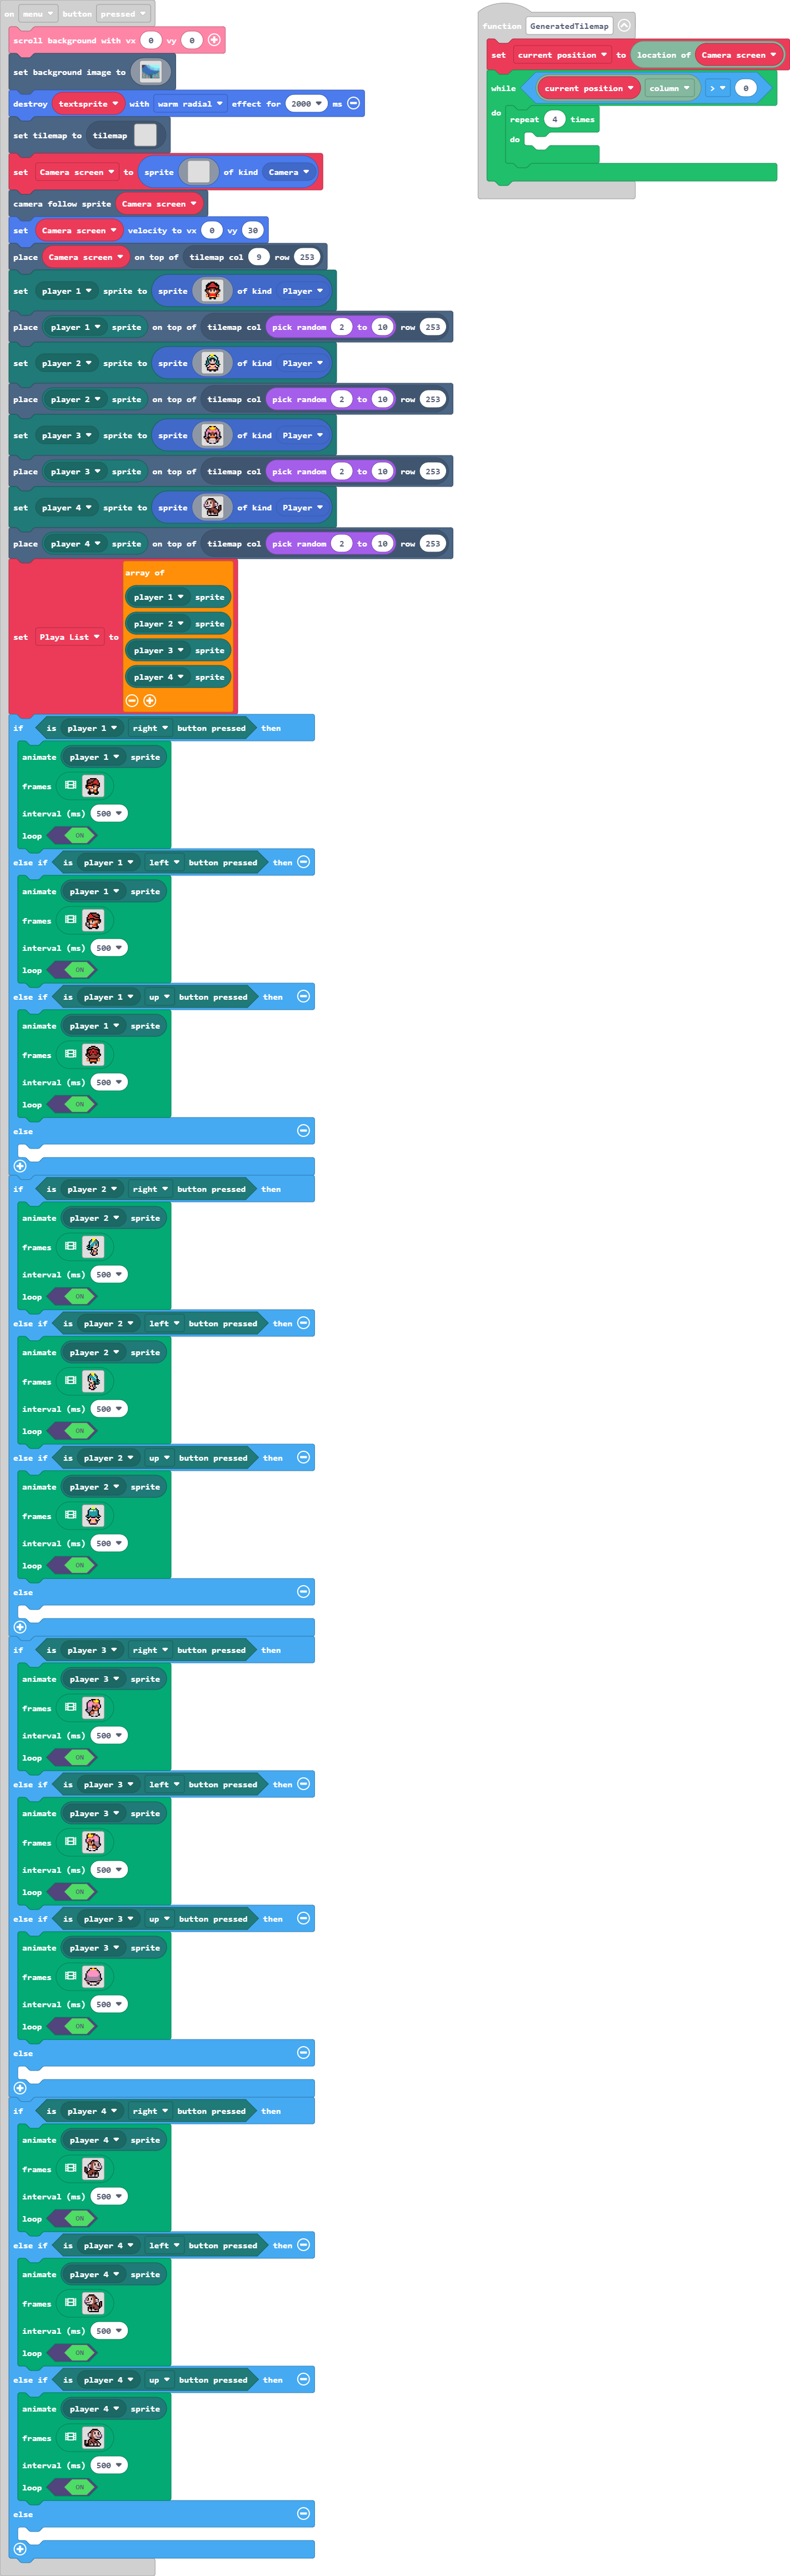 on menu button pressed
scroll background with vx 0 vy 0
set background image to
destroy textsprite with warm radial effect for 2000 ms
set tilemap to tilemap
set Camera screen to sprite of kind Camera
camera follow sprite Camera screen
set Camera screen velocity to vx 0 vy 30
place Camera screen on top of tilemap col 9 row 253
set player 1 sprite to sprite of kind Player
place player 1 sprite on top of tilemap col pick random 2 to 10 row 253
set player 2 sprite to sprite of kind Player
place player 2 sprite on top of tilemap col pick random 2 to 10 row 253
set player 3 sprite to sprite of kind Player
place player 3 sprite on top of tilemap col pick random 2 to 10 row 253
set player 4 sprite to sprite of kind Player
place player 4 sprite on top of tilemap col pick random 2 to 10 row 253
set Playa List to array of
player 1 sprite
player 2 sprite
player 3 sprite
player 4 sprite
if is player 1 right button pressed then
animate player 1 sprite
frames
interval (ms) 500
loop ON
else if is player 1 left button pressed then
animate player 1 sprite
frames
interval (ms) 500
loop ON
else if is player 1 up button pressed then
animate player 1 sprite
frames
interval (ms) 500
loop ON
else
if is player 2 right button pressed then
animate player 2 sprite
frames
interval (ms) 500
loop ON
else if is player 2 left button pressed then
animate player 2 sprite
frames
interval (ms) 500
loop ON
else if is player 2 up button pressed then
animate player 2 sprite
frames
interval (ms) 500
loop ON
else
if is player 3 right button pressed then
animate player 3 sprite
frames
interval (ms) 500
loop ON
else if is player 3 left button pressed then
animate player 3 sprite
frames
interval (ms) 500
loop ON
else if is player 3 up button pressed then
animate player 3 sprite
frames
interval (ms) 500
loop ON
else
if is player 4 right button pressed then
animate player 4 sprite
frames
interval (ms) 500
loop ON
else if is player 4 left button pressed then
animate player 4 sprite
frames
interval (ms) 500
loop ON
else if is player 4 up button pressed then
animate player 4 sprite
frames
interval (ms) 500
loop ON
else
function GeneratedTilemap
set current position to location of Camera screen
while current position column > 0
do
repeat 4 times
do